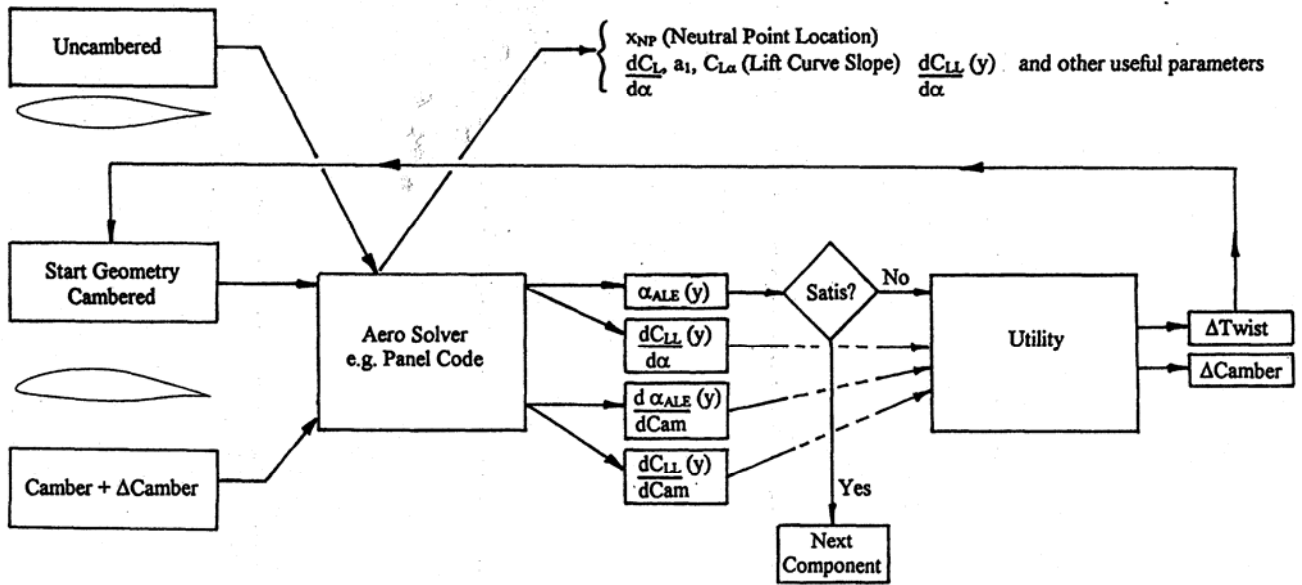 Uncambered
x_NP (Neutral Point Location)
dC_L/dα, a₁, C_Lα (Lift Curve Slope) dC_LL/dα (y) and other useful parameters
Start Geometry
Cambered
Aero Solver
e.g. Panel Code
α_ALE (y)
Satis?
No
dC_LL (y)
dα
d α_ALE (y)
dCam
dC_LL (y)
dCam
Utility
ΔTwist
ΔCamber
Camber + ΔCamber
Yes
Next
Component